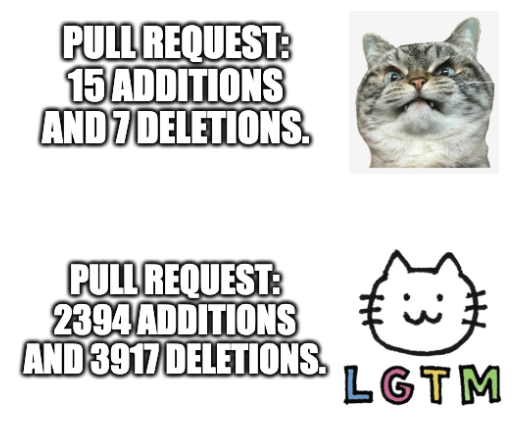 PULL REQUEST:
15 ADDITIONS
AND 7 DELETIONS.
PULL REQUEST:
2394 ADDITIONS
AND 3917 DELETIONS.
LGTM